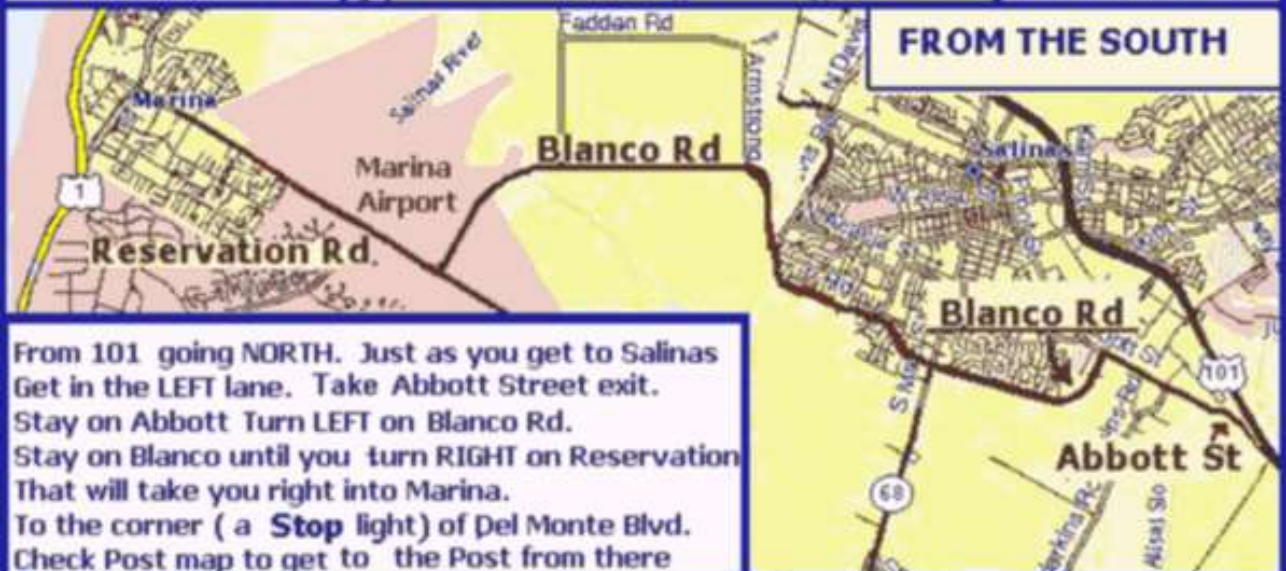 FROM THE SOUTH
Fadden Rd
N Davis
Salinas River
Armstrong
Marina
Blanco Rd
Salinas
Marina
Airport
1
Reservation Rd.
Blanco Rd
101
S Ma
Abbott St
68
From 101 going NORTH. Just as you get to Salinas
Get in the LEFT lane. Take Abbott Street exit.
Stay on Abbott Turn LEFT on Blanco Rd.
Stay on Blanco until you turn RIGHT on Reservation
That will take you right into Marina.
To the corner ( a Stop light) of Del Monte Blvd.
Check Post map to get to the Post from there